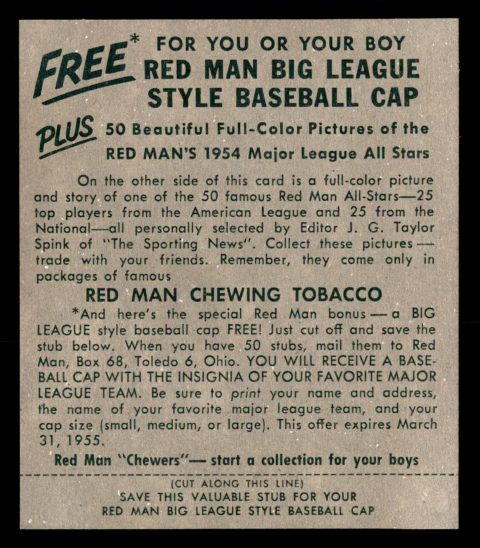 FREE* FOR YOU OR YOUR BOY
RED MAN BIG LEAGUE
STYLE BASEBALL CAP
PLUS 50 Beautiful Full-Color Pictures of the
RED MAN'S 1954 Major League All Stars
On the other side of this card is a full-color picture
and story of one of the 50 famous Red Man All-Stars—25
top players from the American League and 25 from the
National—all personally selected by Editor J. G. Taylor
Spink of "The Sporting News". Collect these pictures—
trade with your friends. Remember, they come only in
packages of famous
RED MAN CHEWING TOBACCO
*And here's the special Red Man bonus—a BIG
LEAGUE style baseball cap FREE! Just cut off and save the
stub below. When you have 50 stubs, mail them to Red
Man, Box 68, Toledo 6, Ohio. YOU WILL RECEIVE A BASE-
BALL CAP WITH THE INSIGNIA OF YOUR FAVORITE MAJOR
LEAGUE TEAM. Be sure to print your name and address,
the name of your favorite major league team, and your
cap size (small, medium, or large). This offer expires March
31, 1955.
Red Man "Chewers"— start a collection for your boys
(CUT ALONG THIS LINE)
SAVE THIS VALUABLE STUB FOR YOUR
RED MAN BIG LEAGUE STYLE BASEBALL CAP